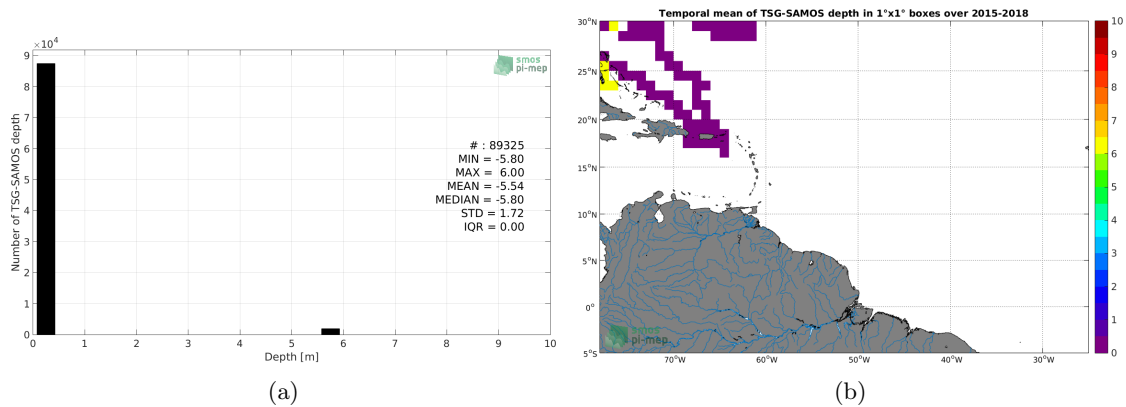 ×10⁴
9
8
7
6
5
4
3
2
1
0
Number of TSG-SAMOS depth
smos
pi-mep
# : 89325
MIN = -5.80
MAX = 6.00
MEAN = -5.54
MEDIAN = -5.80
STD = 1.72
IQR = 0.00
0 1 2 3 4 5 6 7 8 9 10
Depth [m]
(a)
Temporal mean of TSG-SAMOS depth in 1°x1° boxes over 2015-2018
30°N
25°N
20°N
15°N
10°N
5°N
0°
5°S
smos
pi-mep
70°W 60°W 50°W 40°W 30°W
10
9
8
7
6
5
4
3
2
1
0
(b)